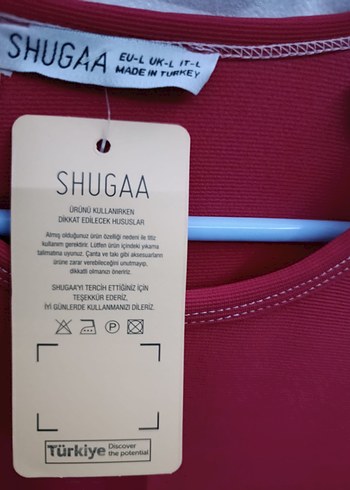 SHUGAA EU-L UK-L IT-L
MADE IN TURKEY
SHUGAA
ÜRÜNÜ KULLANIRKEN
DİKKAT EDİLECEK HUSUSLAR
Almış olduğunuz ürün özelliği nedeni ile titiz
kullanım gerektirir. Lütfen ürün içindeki yıkama
talimatına uyunuz. Çanta ve takı gibi aksesuarların
ürüne zarar verebileceğini unutmayıp,
dikkatli olmanızı öneririz.
SHUGAA'YI TERCİH ETTİĞİNİZ İÇİN
TEŞEKKÜR EDERİZ,
İYİ GÜNLERDE KULLANMANIZI DİLERİZ.
P
Türkiye Discover
the potential